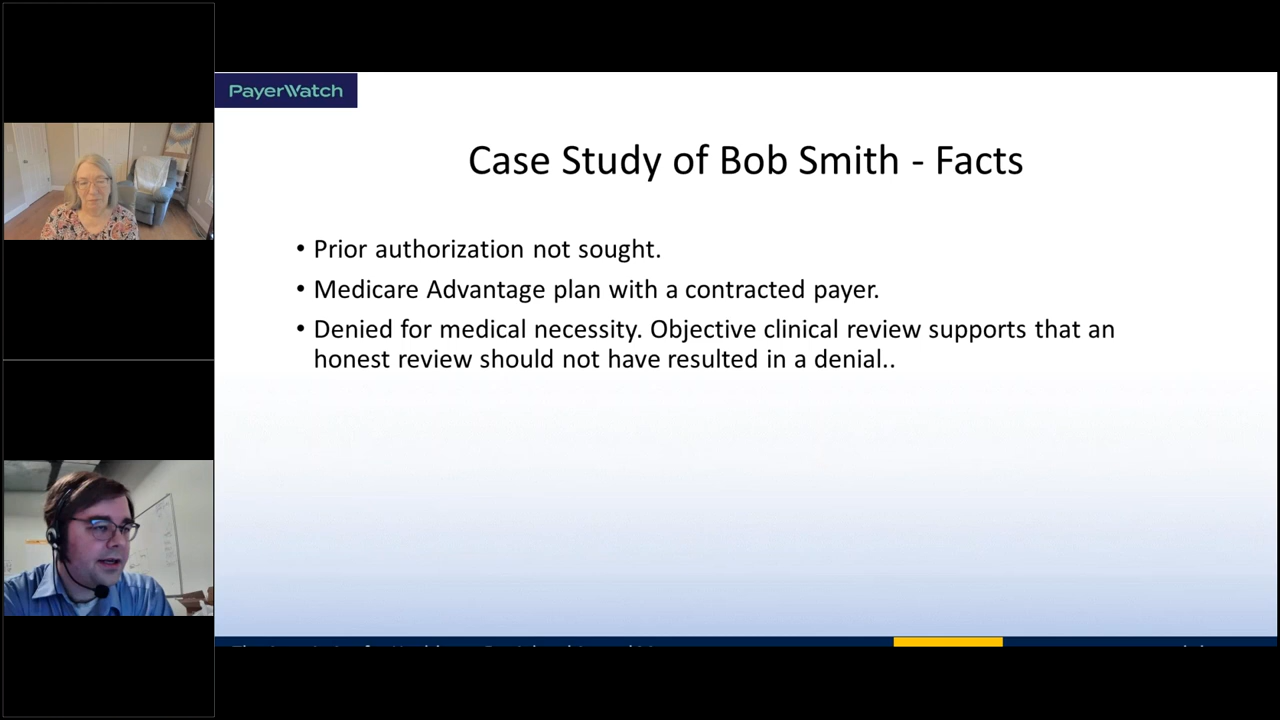 PayerWatch
Case Study of Bob Smith - Facts
• Prior authorization not sought.
• Medicare Advantage plan with a contracted payer.
• Denied for medical necessity. Objective clinical review supports that an
honest review should not have resulted in a denial..